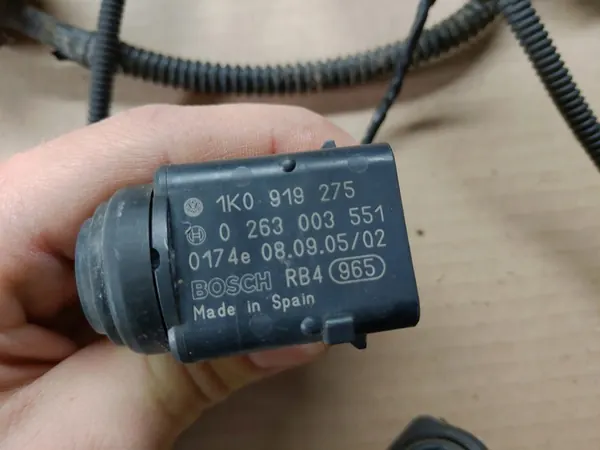 1K0 919 275
0 263 003 551
0174e 08.09.05/02
BOSCH RB4 965
Made in Spain